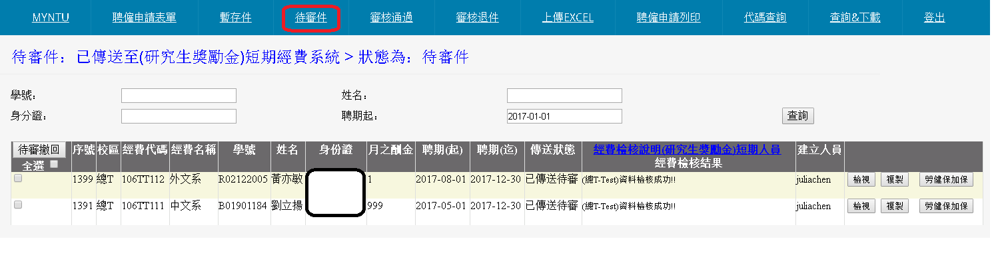 MYNTU 聘僱申請表單 暫存件 待審件 審核通過 審核退件 上傳EXCEL 聘僱申請列印 代碼查詢 查詢&下載 登出
待審件：已傳送至(研究生獎勵金)短期經費系統 > 狀態為：待審件
學號： 姓名：
身分證： 聘期起： 2017-01-01 查詢
待審撤回 序號 校區 經費代碼 經費名稱 學號 姓名 身份證 月之酬金 聘期(起) 聘期(迄) 傳送狀態 經費檢核說明(研究生獎勵金)短期人員 建立人員
全選 經費檢核結果
1399 總T 106TT112 外文系 R02122005 黃亦敏 1 2017-08-01 2017-12-30 已傳送待審 (總T-Test)資料檢核成功!! juliachen 檢視 複製 勞健保加保
1391 總T 106TT111 中文系 B01901184 劉立揚 999 2017-05-01 2017-12-30 已傳送待審 (總T-Test)資料檢核成功!! juliachen 檢視 複製 勞健保加保